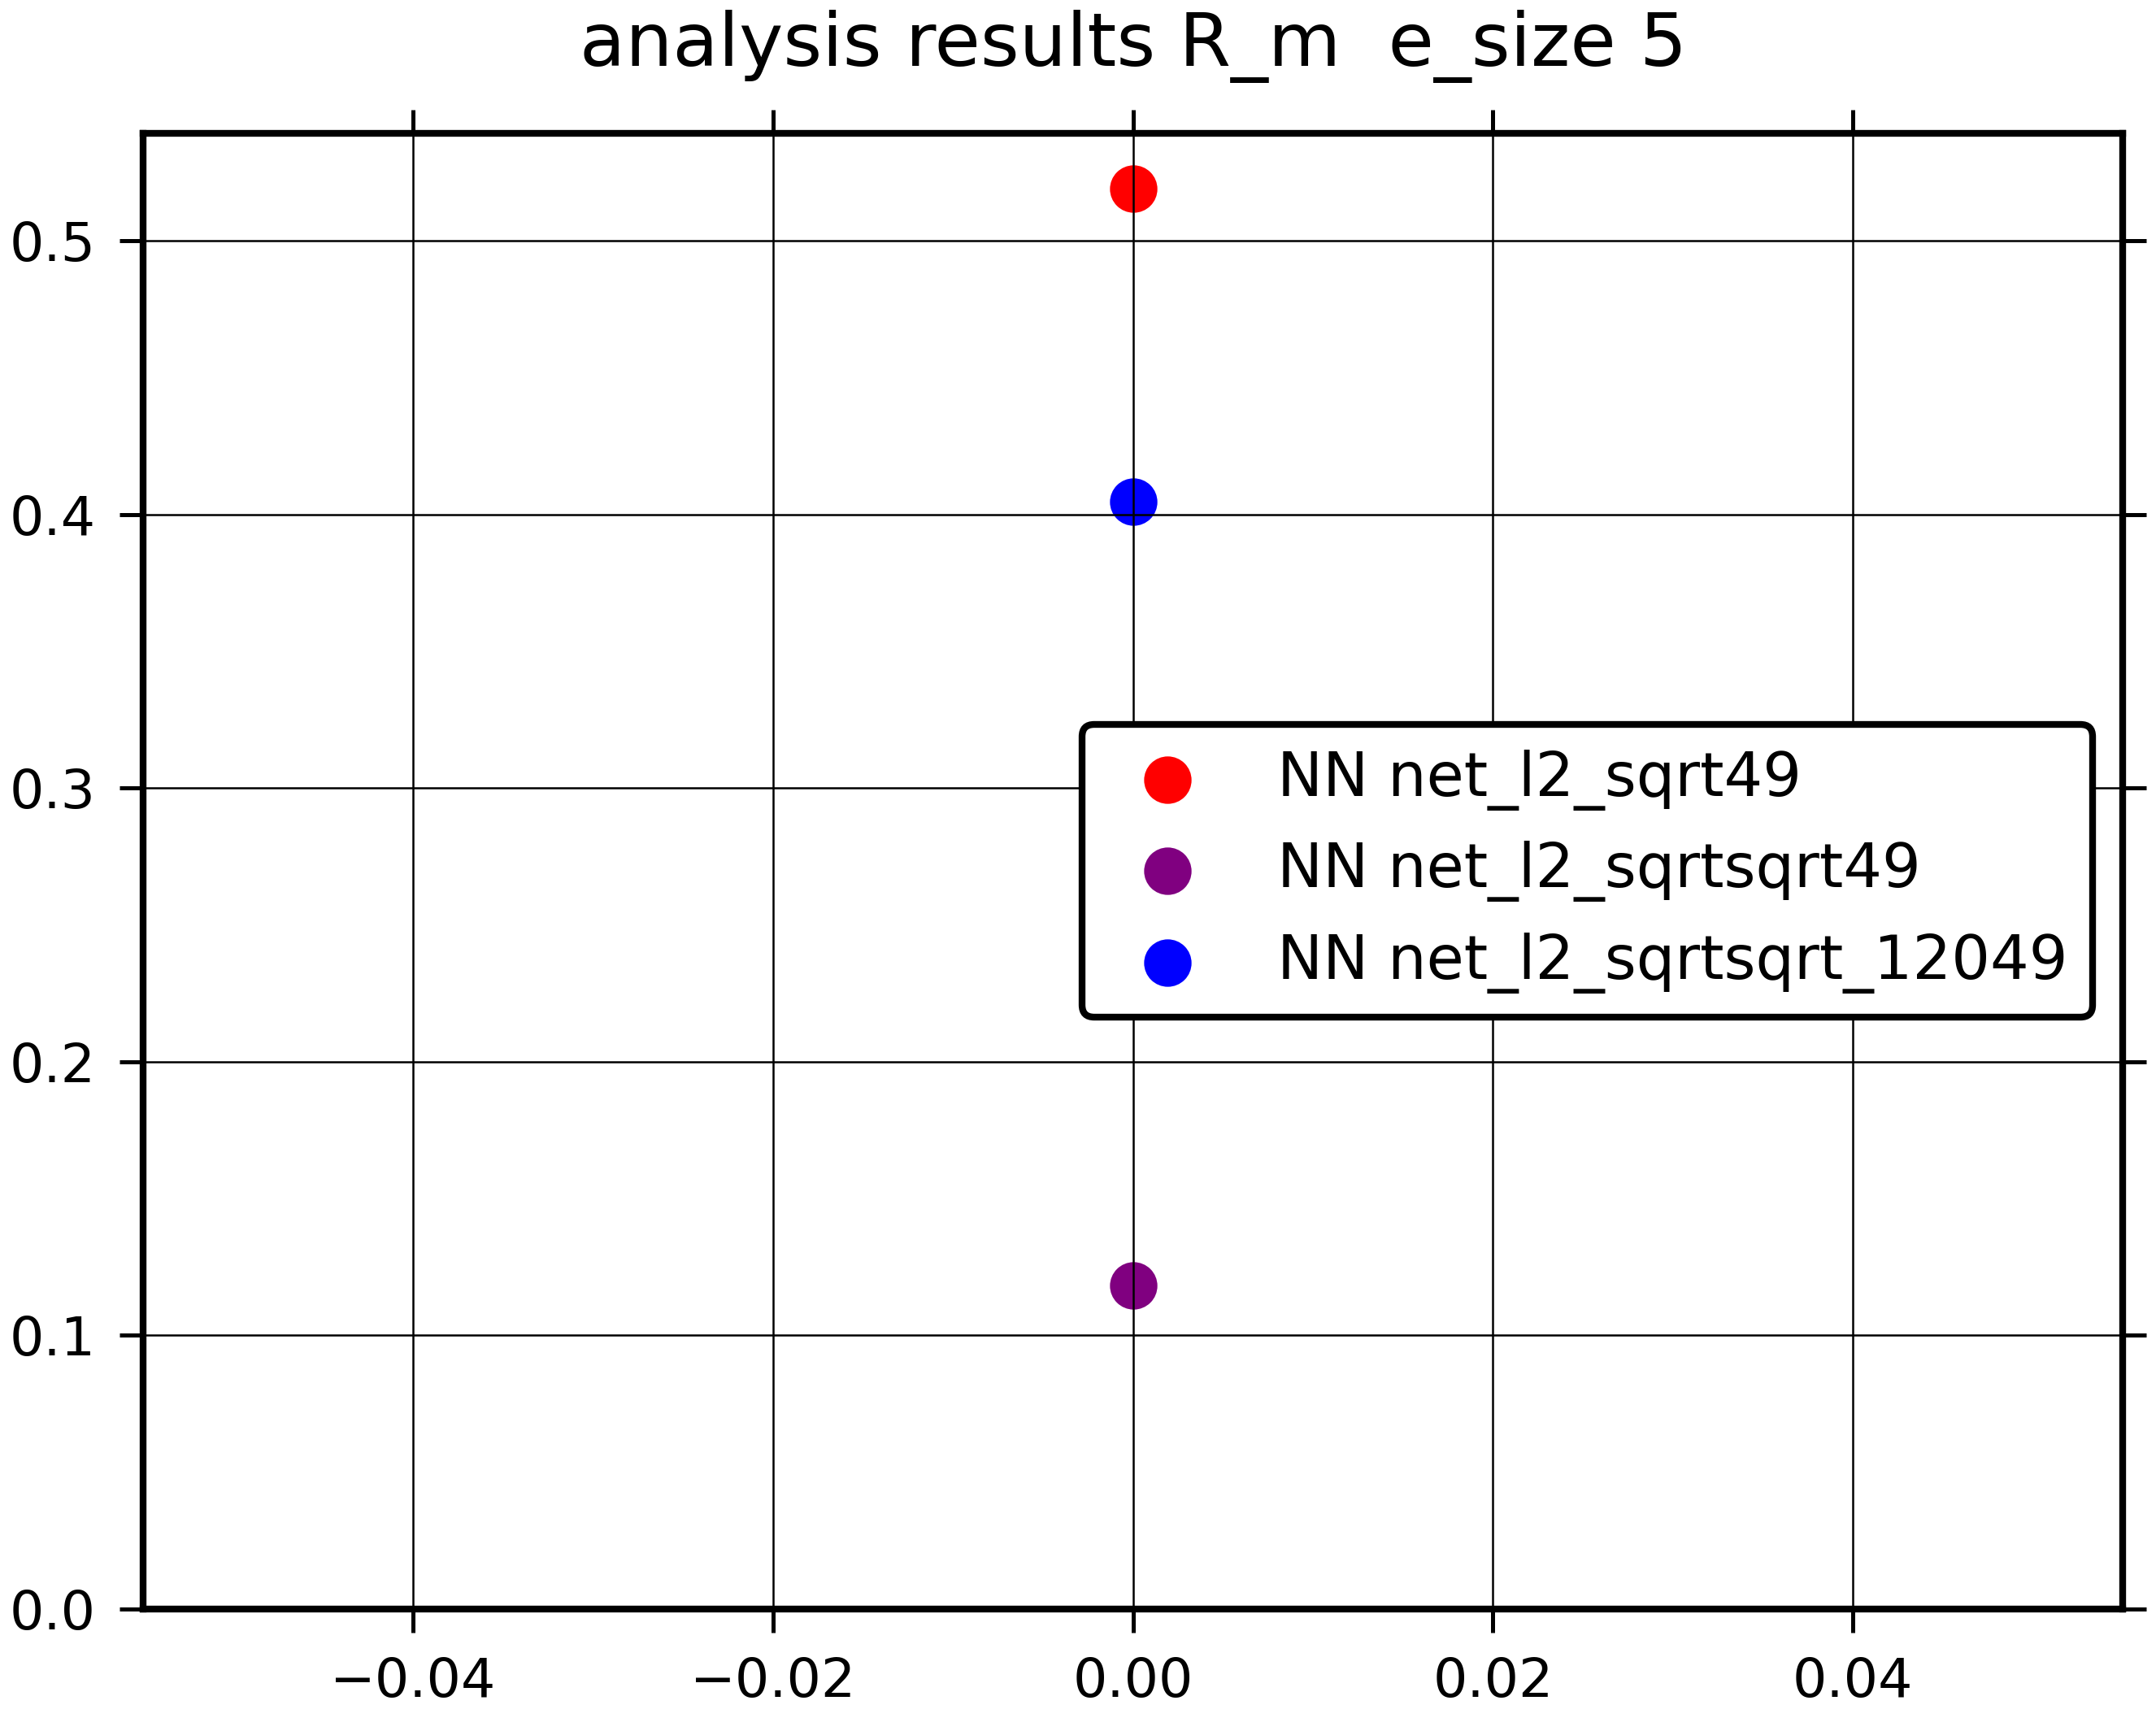 analysis results R_m  e_size 5
0.5
0.4
0.3
0.2
0.1
0.0
NN net_l2_sqrt49
NN net_l2_sqrtsqrt49
NN net_l2_sqrtsqrt_12049
−0.04 −0.02 0.00 0.02 0.04